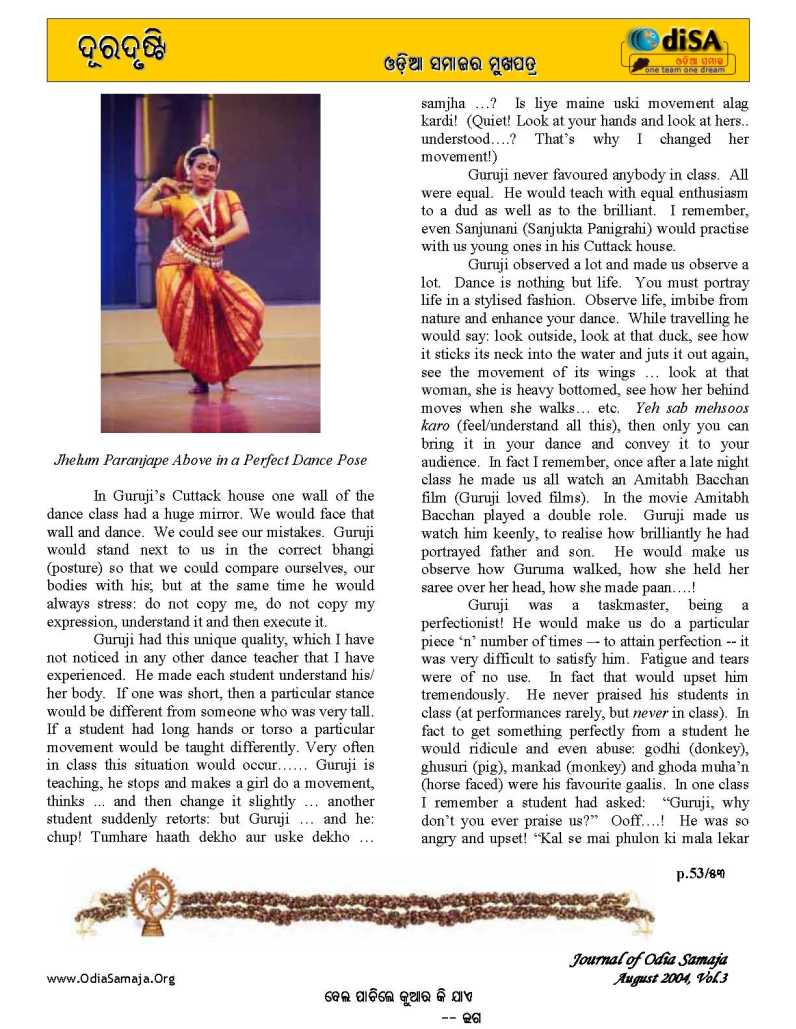 ଦୂରଦୃଷ୍ଟି
ଓଡ଼ିଆ ସମାଜର ମୁଖପତ୍ର
OdiSA
ଓଡ଼ିଆ ସମାଜ
one team one dream
Jhelum Paranjape Above in a Perfect Dance Pose
In Guruji's Cuttack house one wall of the
dance class had a huge mirror. We would face that
wall and dance. We could see our mistakes. Guruji
would stand next to us in the correct bhangi
(posture) so that we could compare ourselves, our
bodies with his; but at the same time he would
always stress: do not copy me, do not copy my
expression, understand it and then execute it.
Guruji had this unique quality, which I have
not noticed in any other dance teacher that I have
experienced. He made each student understand his/
her body. If one was short, then a particular stance
would be different from someone who was very tall.
If a student had long hands or torso a particular
movement would be taught differently. Very often
in class this situation would occur…… Guruji is
teaching, he stops and makes a girl do a movement,
thinks ... and then change it slightly … another
student suddenly retorts: but Guruji … and he:
chup! Tumhare haath dekho aur uske dekho …
samjha …? Is liye maine uski movement alag
kardi! (Quiet! Look at your hands and look at hers..
understood….? That's why I changed her
movement!)
Guruji never favoured anybody in class. All
were equal. He would teach with equal enthusiasm
to a dud as well as to the brilliant. I remember,
even Sanjunani (Sanjukta Panigrahi) would practise
with us young ones in his Cuttack house.
Guruji observed a lot and made us observe a
lot. Dance is nothing but life. You must portray
life in a stylised fashion. Observe life, imbibe from
nature and enhance your dance. While travelling he
would say: look outside, look at that duck, see how
it sticks its neck into the water and juts it out again,
see the movement of its wings … look at that
woman, she is heavy bottomed, see how her behind
moves when she walks… etc. Yeh sab mehsoos
karo (feel/understand all this), then only you can
bring it in your dance and convey it to your
audience. In fact I remember, once after a late night
class he made us all watch an Amitabh Bacchan
film (Guruji loved films). In the movie Amitabh
Bacchan played a double role. Guruji made us
watch him keenly, to realise how brilliantly he had
portrayed father and son. He would make us
observe how Guruma walked, how she held her
saree over her head, how she made paan….!
Guruji was a taskmaster, being a
perfectionist! He would make us do a particular
piece 'n' number of times –- to attain perfection -- it
was very difficult to satisfy him. Fatigue and tears
were of no use. In fact that would upset him
tremendously. He never praised his students in
class (at performances rarely, but never in class). In
fact to get something perfectly from a student he
would ridicule and even abuse: godhi (donkey),
ghusuri (pig), mankad (monkey) and ghoda muha'n
(horse faced) were his favourite gaalis. In one class
I remember a student had asked: "Guruji, why
don't you ever praise us?" Ooff….! He was so
angry and upset! "Kal se mai phulon ki mala lekar
p.53/୫୩
Journal of Odia Samaja
www.OdiaSamaja.Org
August 2004, Vol.3
ବେଲ ପାଚିଲେ କୁଆର କି ଯାଏ
-- ଢଗ